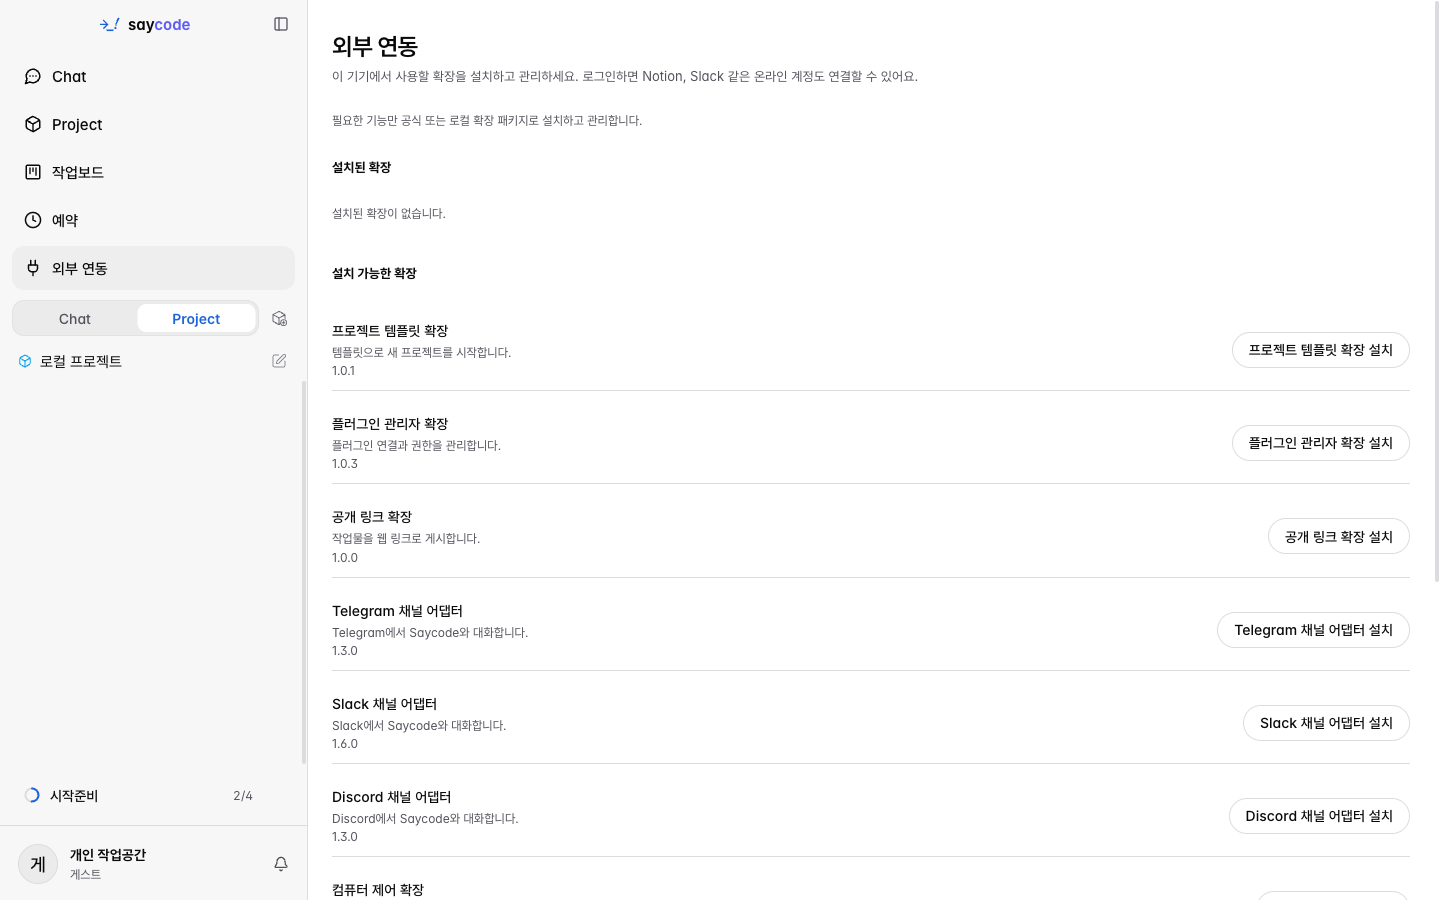 saycode
Chat
Project
작업보드
예약
외부 연동
Chat
Project
로컬 프로젝트
시작준비
2/4
게
개인 작업공간
게스트
외부 연동
이 기기에서 사용할 확장을 설치하고 관리하세요. 로그인하면 Notion, Slack 같은 온라인 계정도 연결할 수 있어요.
필요한 기능만 공식 또는 로컬 확장 패키지로 설치하고 관리합니다.
설치된 확장
설치된 확장이 없습니다.
설치 가능한 확장
프로젝트 템플릿 확장
템플릿으로 새 프로젝트를 시작합니다.
1.0.1
프로젝트 템플릿 확장 설치
플러그인 관리자 확장
플러그인 연결과 권한을 관리합니다.
1.0.3
플러그인 관리자 확장 설치
공개 링크 확장
작업물을 웹 링크로 게시합니다.
1.0.0
공개 링크 확장 설치
Telegram 채널 어댑터
Telegram에서 Saycode와 대화합니다.
1.3.0
Telegram 채널 어댑터 설치
Slack 채널 어댑터
Slack에서 Saycode와 대화합니다.
1.6.0
Slack 채널 어댑터 설치
Discord 채널 어댑터
Discord에서 Saycode와 대화합니다.
1.3.0
Discord 채널 어댑터 설치
컴퓨터 제어 확장